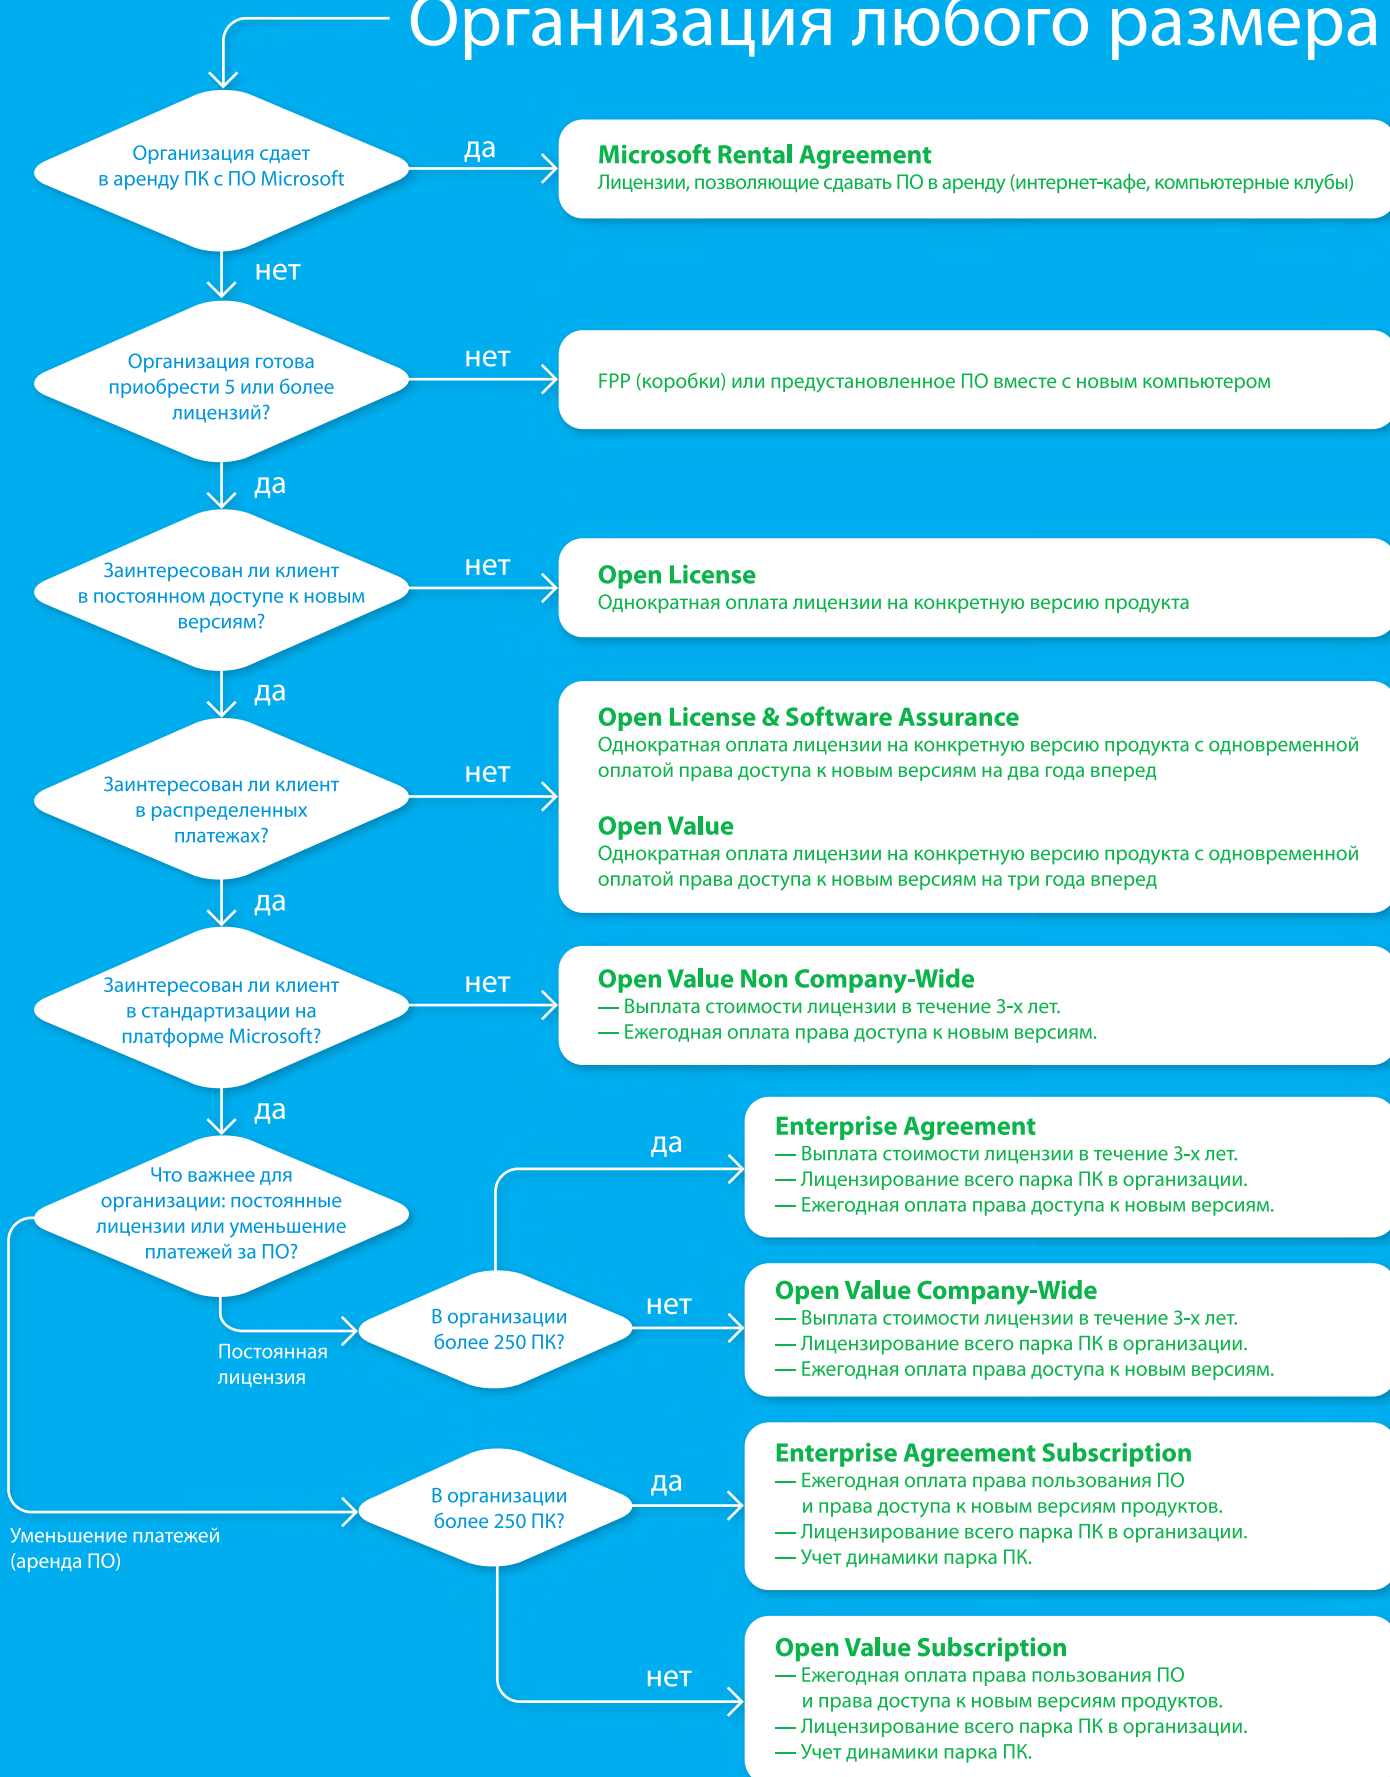 Организация любого размера
Организация сдает
в аренду ПК с ПО Microsoft
да
Microsoft Rental Agreement
Лицензии, позволяющие сдавать ПО в аренду (интернет-кафе, компьютерные клубы)
нет
Организация готова
приобрести 5 или более
лицензий?
нет
FPP (коробки) или предустановленное ПО вместе с новым компьютером
да
Заинтересован ли клиент
в постоянном доступе к новым
версиям?
нет
Open License
Однократная оплата лицензии на конкретную версию продукта
да
Заинтересован ли клиент
в распределенных
платежах?
нет
Open License & Software Assurance
Однократная оплата лицензии на конкретную версию продукта с одновременной
оплатой права доступа к новым версиям на два года вперед
Open Value
Однократная оплата лицензии на конкретную версию продукта с одновременной
оплатой права доступа к новым версиям на три года вперед
да
Заинтересован ли клиент
в стандартизации на
платформе Microsoft?
нет
Open Value Non Company-Wide
— Выплата стоимости лицензии в течение 3-х лет.
— Ежегодная оплата права доступа к новым версиям.
да
Что важнее для
организации: постоянные
лицензии или уменьшение
платежей за ПО?
Постоянная
лицензия
В организации
более 250 ПК?
да
Enterprise Agreement
— Выплата стоимости лицензии в течение 3-х лет.
— Лицензирование всего парка ПК в организации.
— Ежегодная оплата права доступа к новым версиям.
нет
Open Value Company-Wide
— Выплата стоимости лицензии в течение 3-х лет.
— Лицензирование всего парка ПК в организации.
— Ежегодная оплата права доступа к новым версиям.
Уменьшение платежей
(аренда ПО)
В организации
более 250 ПК?
да
Enterprise Agreement Subscription
— Ежегодная оплата права пользования ПО
и права доступа к новым версиям продуктов.
— Лицензирование всего парка ПК в организации.
— Учет динамики парка ПК.
нет
Open Value Subscription
— Ежегодная оплата права пользования ПО
и права доступа к новым версиям продуктов.
— Лицензирование всего парка ПК в организации.
— Учет динамики парка ПК.